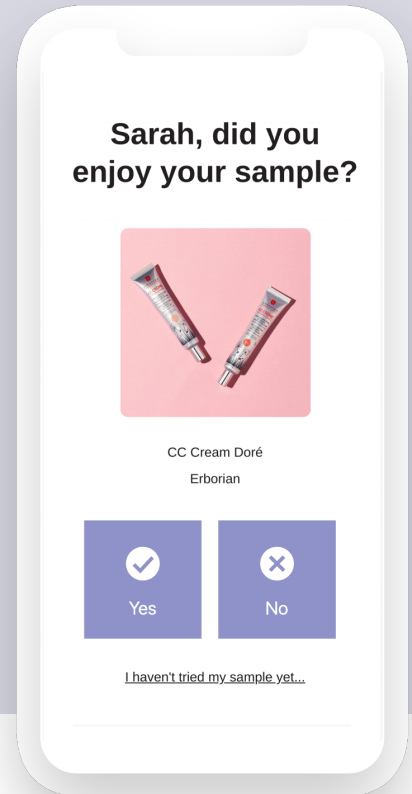 Sarah, did you
enjoy your sample?
CC Cream Doré
Erborian
Yes
No
I haven't tried my sample yet...